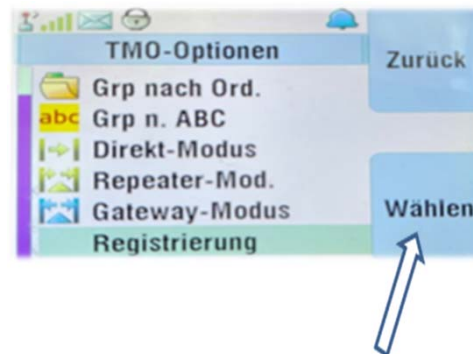 TMO-Optionen
Zurück
Grp nach Ord.
abc Grp n. ABC
Direkt-Modus
Repeater-Mod.
Gateway-Modus
Wählen
Registrierung